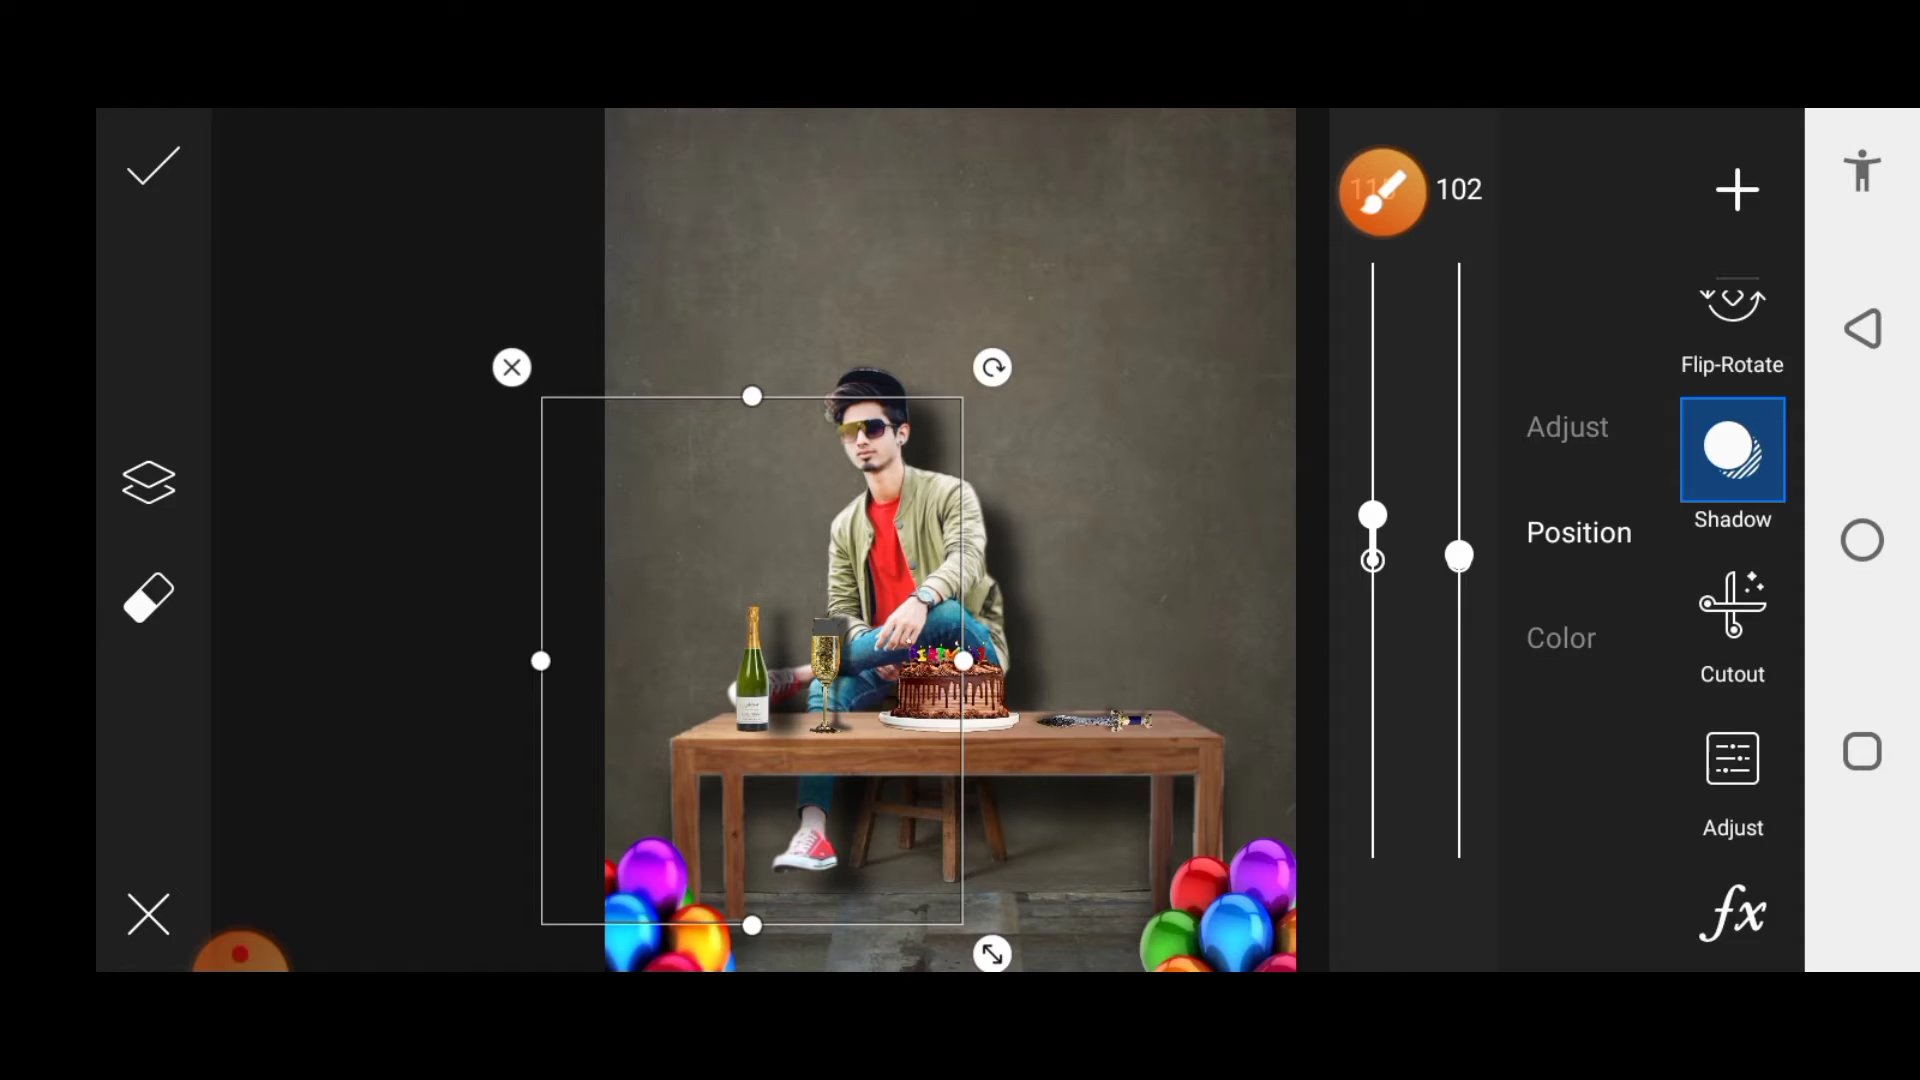 102
Flip-Rotate
Adjust
Shadow
Position
Color
Cutout
Adjust
fx